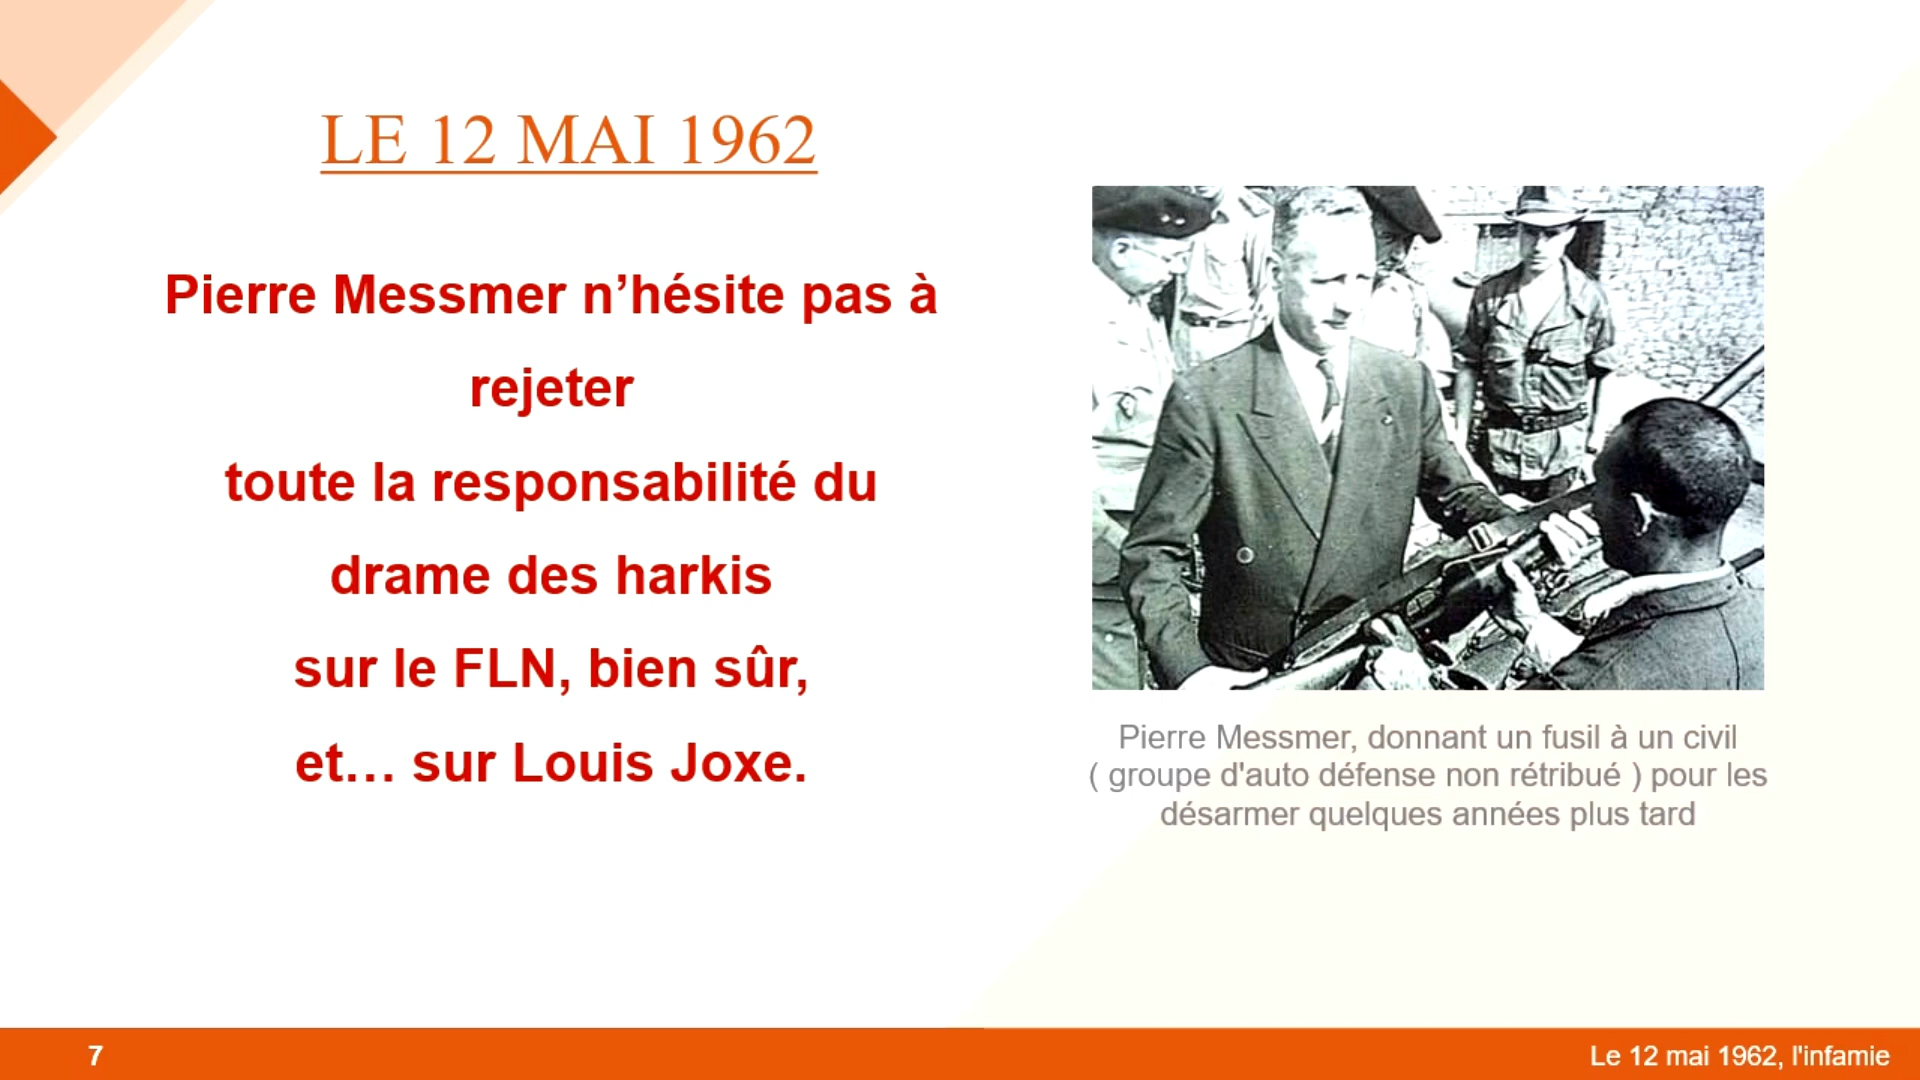 LE 12 MAI 1962
Pierre Messmer n’hésite pas à
rejeter
toute la responsabilité du
drame des harkis
sur le FLN, bien sûr,
et… sur Louis Joxe.
Pierre Messmer, donnant un fusil à un civil
( groupe d'auto défense non rétribué ) pour les
désarmer quelques années plus tard
7
Le 12 mai 1962, l'infamie